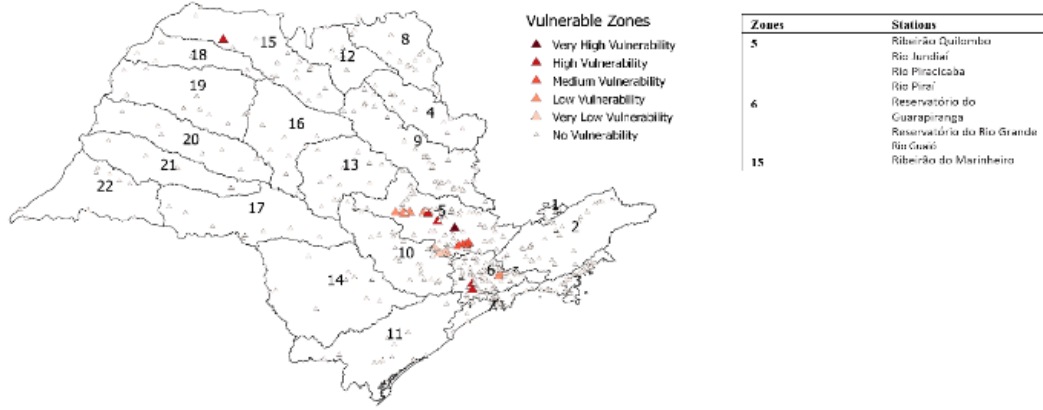 Vulnerable Zones
Very High Vulnerability
High Vulnerability
Medium Vulnerability
Low Vulnerability
Very Low Vulnerability
No Vulnerability
Zones Stations
5 Ribeirão Quilombo
Rio Jundiaí
Rio Piracicaba
Rio Piraí
6 Reservatório do
Guarapiranga
Reservatório do Rio Grande
Rio Guaió
15 Ribeirão do Marinheiro
18
15
12
8
19
4
16
9
20
13
21
22
17
5
1
2
10
6
14
3
11